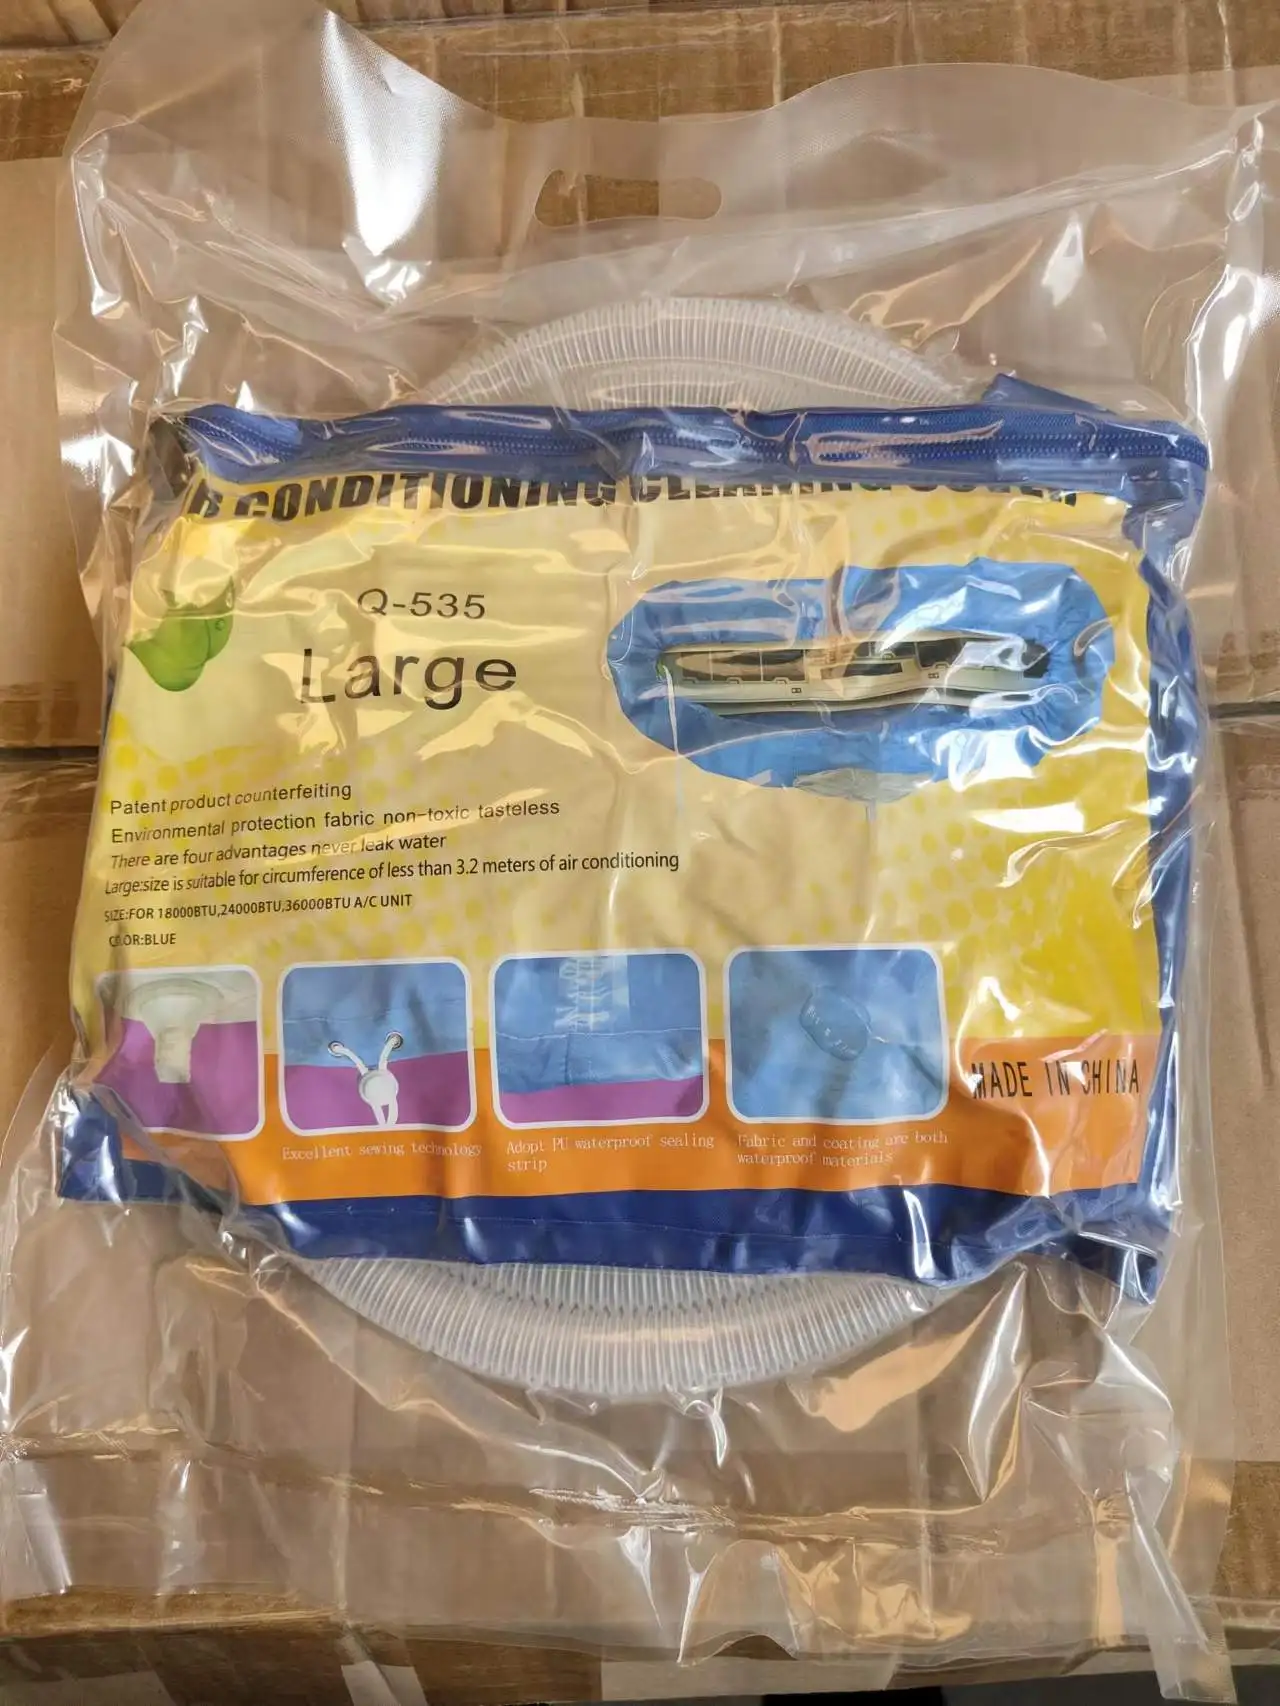 AIR CONDITIONING CLEANING COVER
Q-535
Large
Patent product counterfeiting
Environmental protection fabric non-toxic tasteless
There are four advantages never leak water
Large:size is suitable for circumference of less than 3.2 meters of air conditioning
SIZE:FOR 18000BTU,24000BTU,36000BTU A/C UNIT
COLOR:BLUE
MADE IN CHINA
Excellent sewing technology
Adopt PU waterproof sealing
strip
Fabric and coating are both
waterproof materials